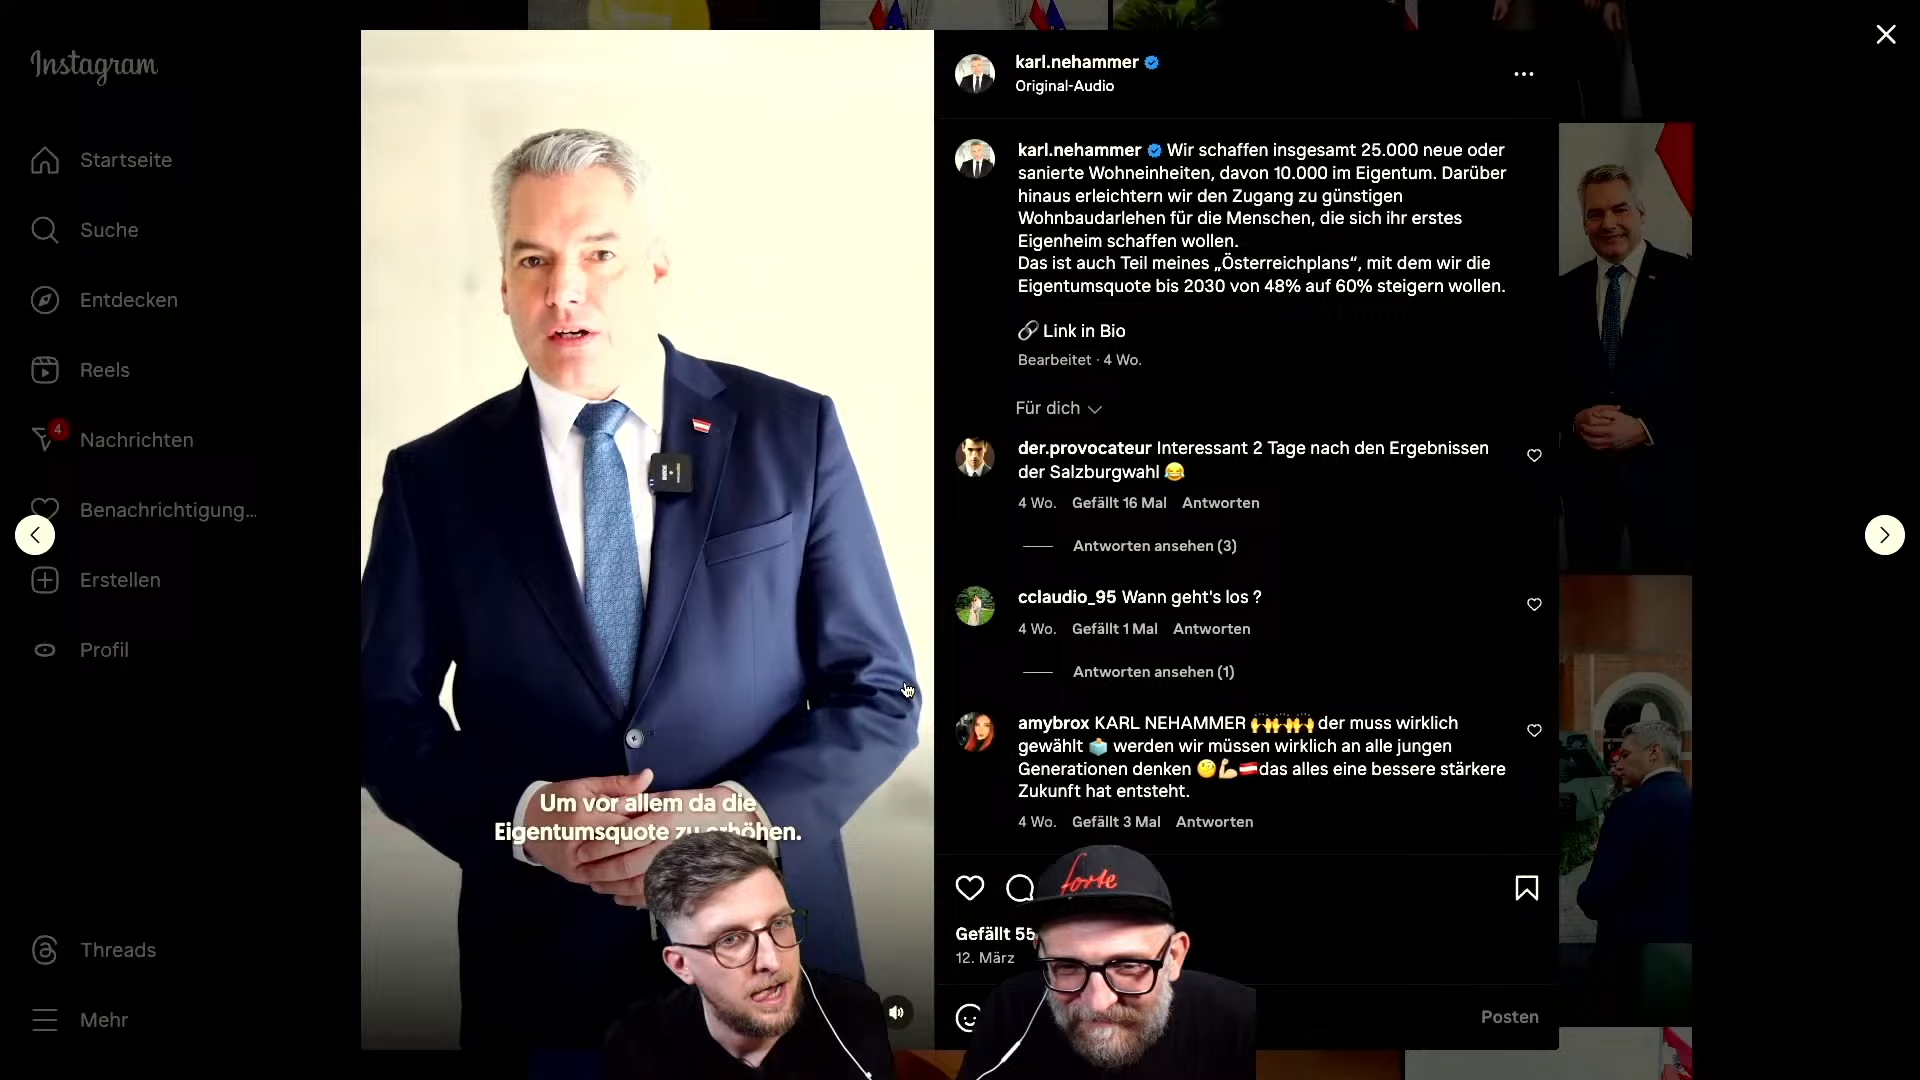 Instagram
Startseite
Suche
Entdecken
Reels
4
Nachrichten
Benachrichtigung...
Erstellen
Profil
Threads
Mehr
Um vor allem da die
Eigentumsquote zu erhöhen.
karl.nehammer
Original-Audio
karl.nehammer Wir schaffen insgesamt 25.000 neue oder
sanierte Wohneinheiten, davon 10.000 im Eigentum. Darüber
hinaus erleichtern wir den Zugang zu günstigen
Wohnbaudarlehen für die Menschen, die sich ihr erstes
Eigenheim schaffen wollen.
Das ist auch Teil meines „Österreichplans“, mit dem wir die
Eigentumsquote bis 2030 von 48% auf 60% steigern wollen.
🔗 Link in Bio
Bearbeitet · 4 Wo.
Für dich
der.provocateur Interessant 2 Tage nach den Ergebnissen
der Salzburgwahl 😂
4 Wo. Gefällt 16 Mal Antworten
Antworten ansehen (3)
cclaudio_95 Wann geht's los ?
4 Wo. Gefällt 1 Mal Antworten
Antworten ansehen (1)
amybrox KARL NEHAMMER 🙌🙌🙌 der muss wirklich
gewählt 🗳️ werden wir müssen wirklich an alle jungen
Generationen denken 🧐💪🇦🇹das alles eine bessere stärkere
Zukunft hat entsteht.
4 Wo. Gefällt 3 Mal Antworten
forte
Gefällt 55
12. März
Posten